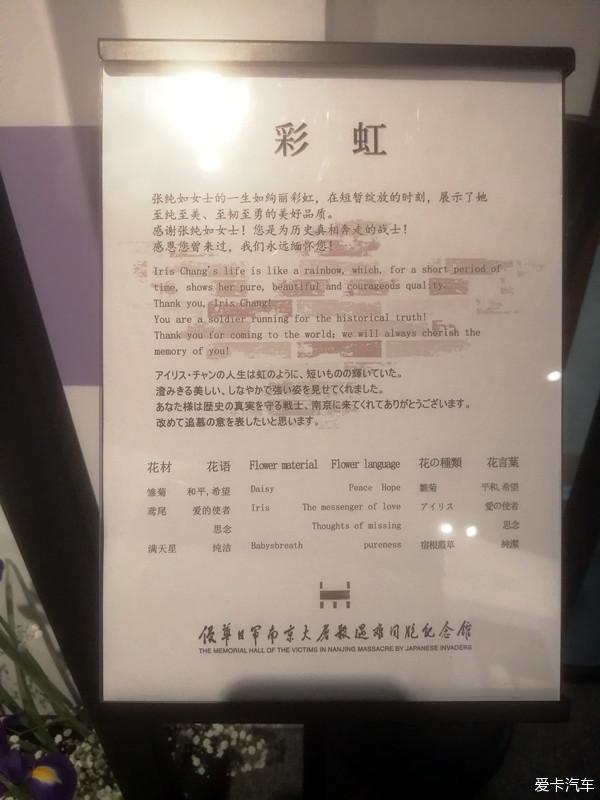 彩 虹
张纯如女士的一生如绚丽彩虹，在短暂绽放的时刻，展示了她
至纯至美、至韧至勇的美好品质。
感谢张纯如女士！您是为历史真相奔走的战士！
感恩您曾来过，我们永远缅怀您！
Iris Chang's life is like a rainbow, which, for a short period of
time, shows her pure, beautiful and courageous quality.
Thank you, Iris Chang!
You are a soldier running for the historical truth!
Thank you for coming to the world; we will always cherish the
memory of you!
アイリス・チャンの人生は虹のように、短いものの輝いていた。
澄みきる美しい、しなやかで強い姿を見せてくれました。
あなた様は歴史の真実を守る戦士、南京に来てくれてありがとうございます。
改めて追慕の意を表したいと思います。
花材 花语 Flower material Flower language 花の種類 花言葉
雏菊 和平,希望 Daisy Peace Hope 雛菊 平和,希望
鸢尾 爱的使者 Iris The messenger of love アイリス 愛の使者
思念 Thoughts of missing 思念
满天星 纯洁 Babysbreath pureness 宿根霞草 純潔
侵華日軍南京大屠殺遇难同胞纪念馆
THE MEMORIAL HALL OF THE VICTIMS IN NANJING MASSACRE BY JAPANESE INVADERS
爱卡汽车